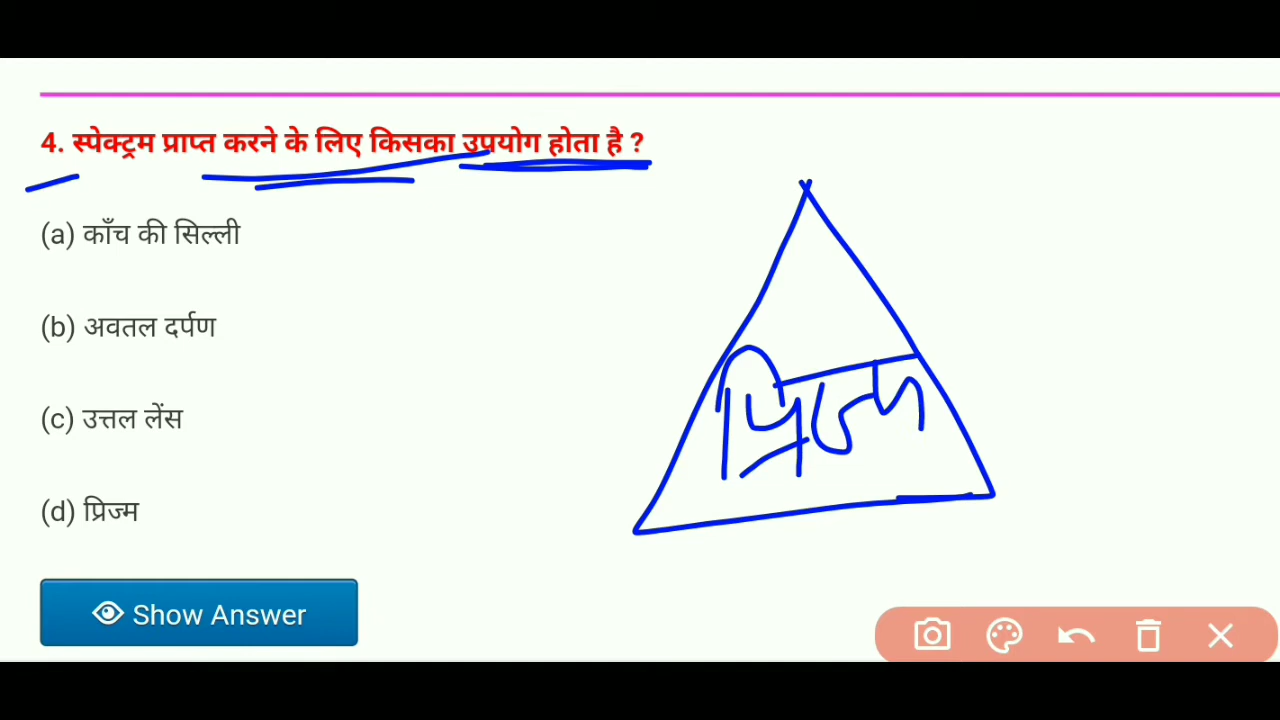 4. स्पेक्ट्रम प्राप्त करने के लिए किसका उपयोग होता है ?
(a) काँच की सिल्ली
(b) अवतल दर्पण
(c) उत्तल लेंस
(d) प्रिज्म
प्रिज्म
Show Answer